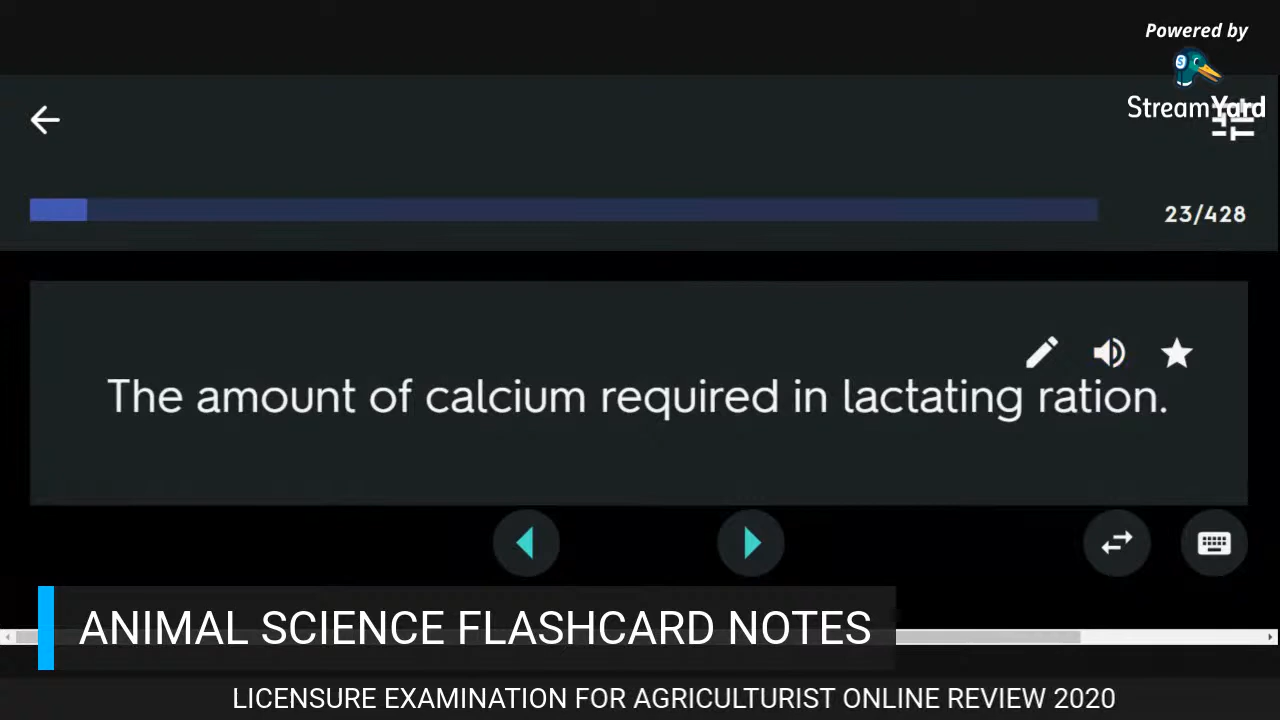 Powered by
StreamYard
23/428
The amount of calcium required in lactating ration.
ANIMAL SCIENCE FLASHCARD NOTES
LICENSURE EXAMINATION FOR AGRICULTURIST ONLINE REVIEW 2020